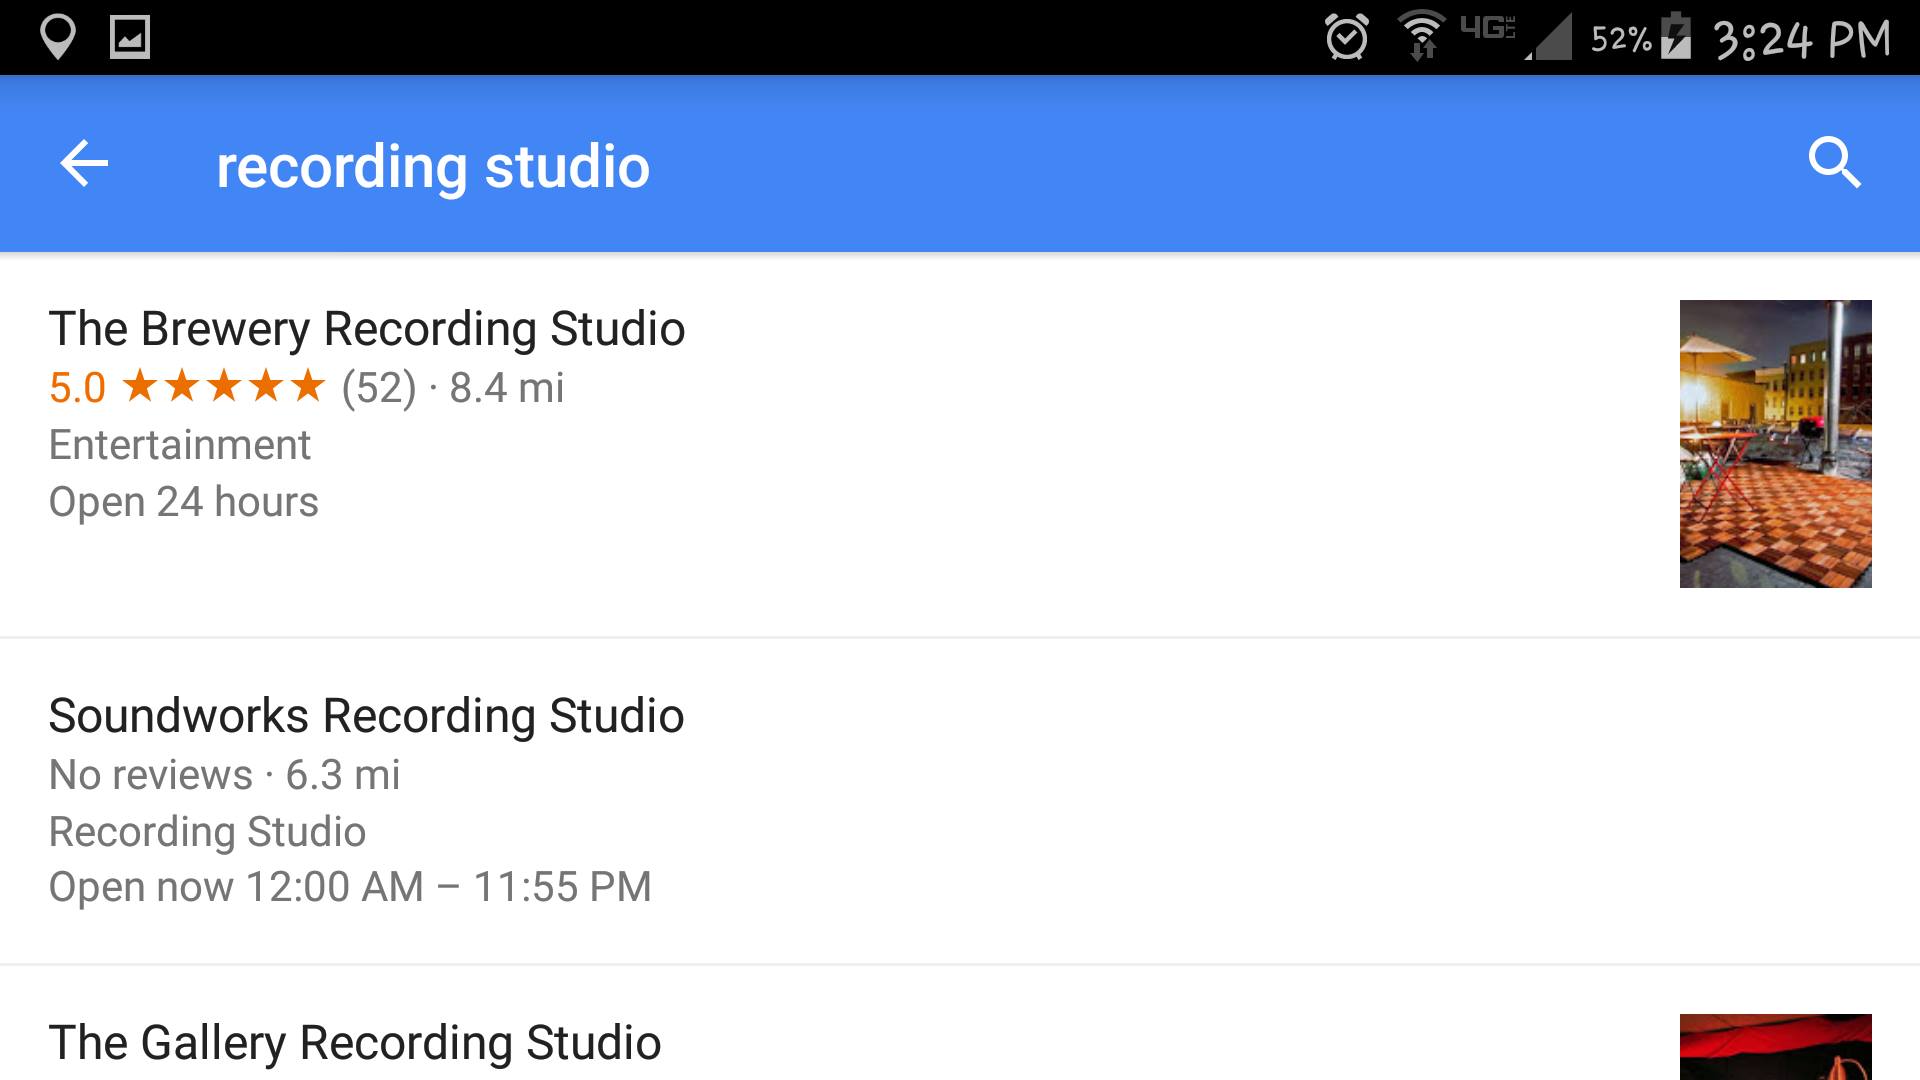 4G LTE 52% 3:24 PM
recording studio
The Brewery Recording Studio
5.0 ★★★★★ (52) · 8.4 mi
Entertainment
Open 24 hours
Soundworks Recording Studio
No reviews · 6.3 mi
Recording Studio
Open now 12:00 AM – 11:55 PM
The Gallery Recording Studio